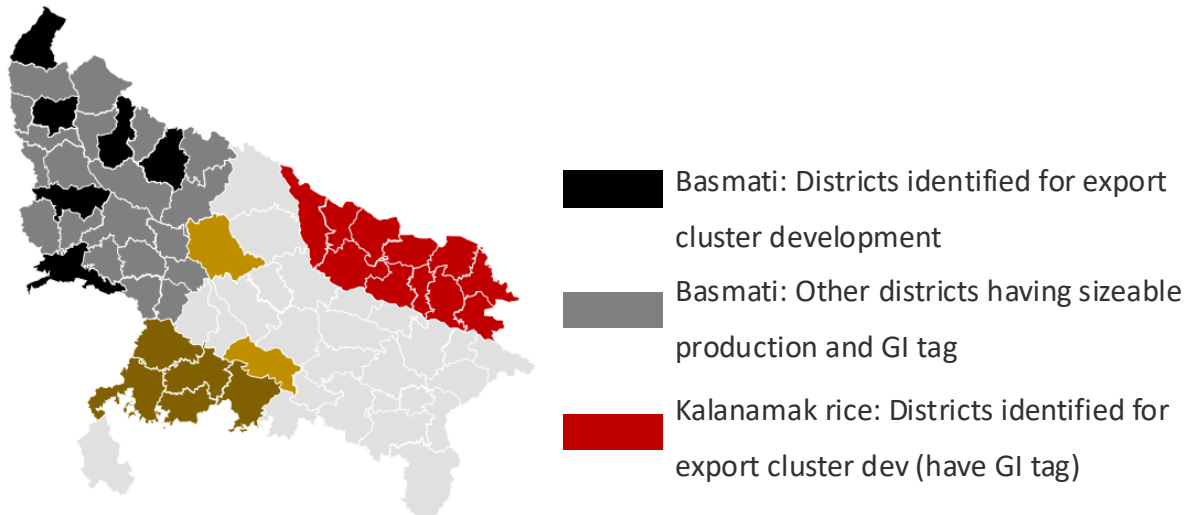 Basmati: Districts identified for export
cluster development
Basmati: Other districts having sizeable
production and GI tag
Kalanamak rice: Districts identified for
export cluster dev (have GI tag)